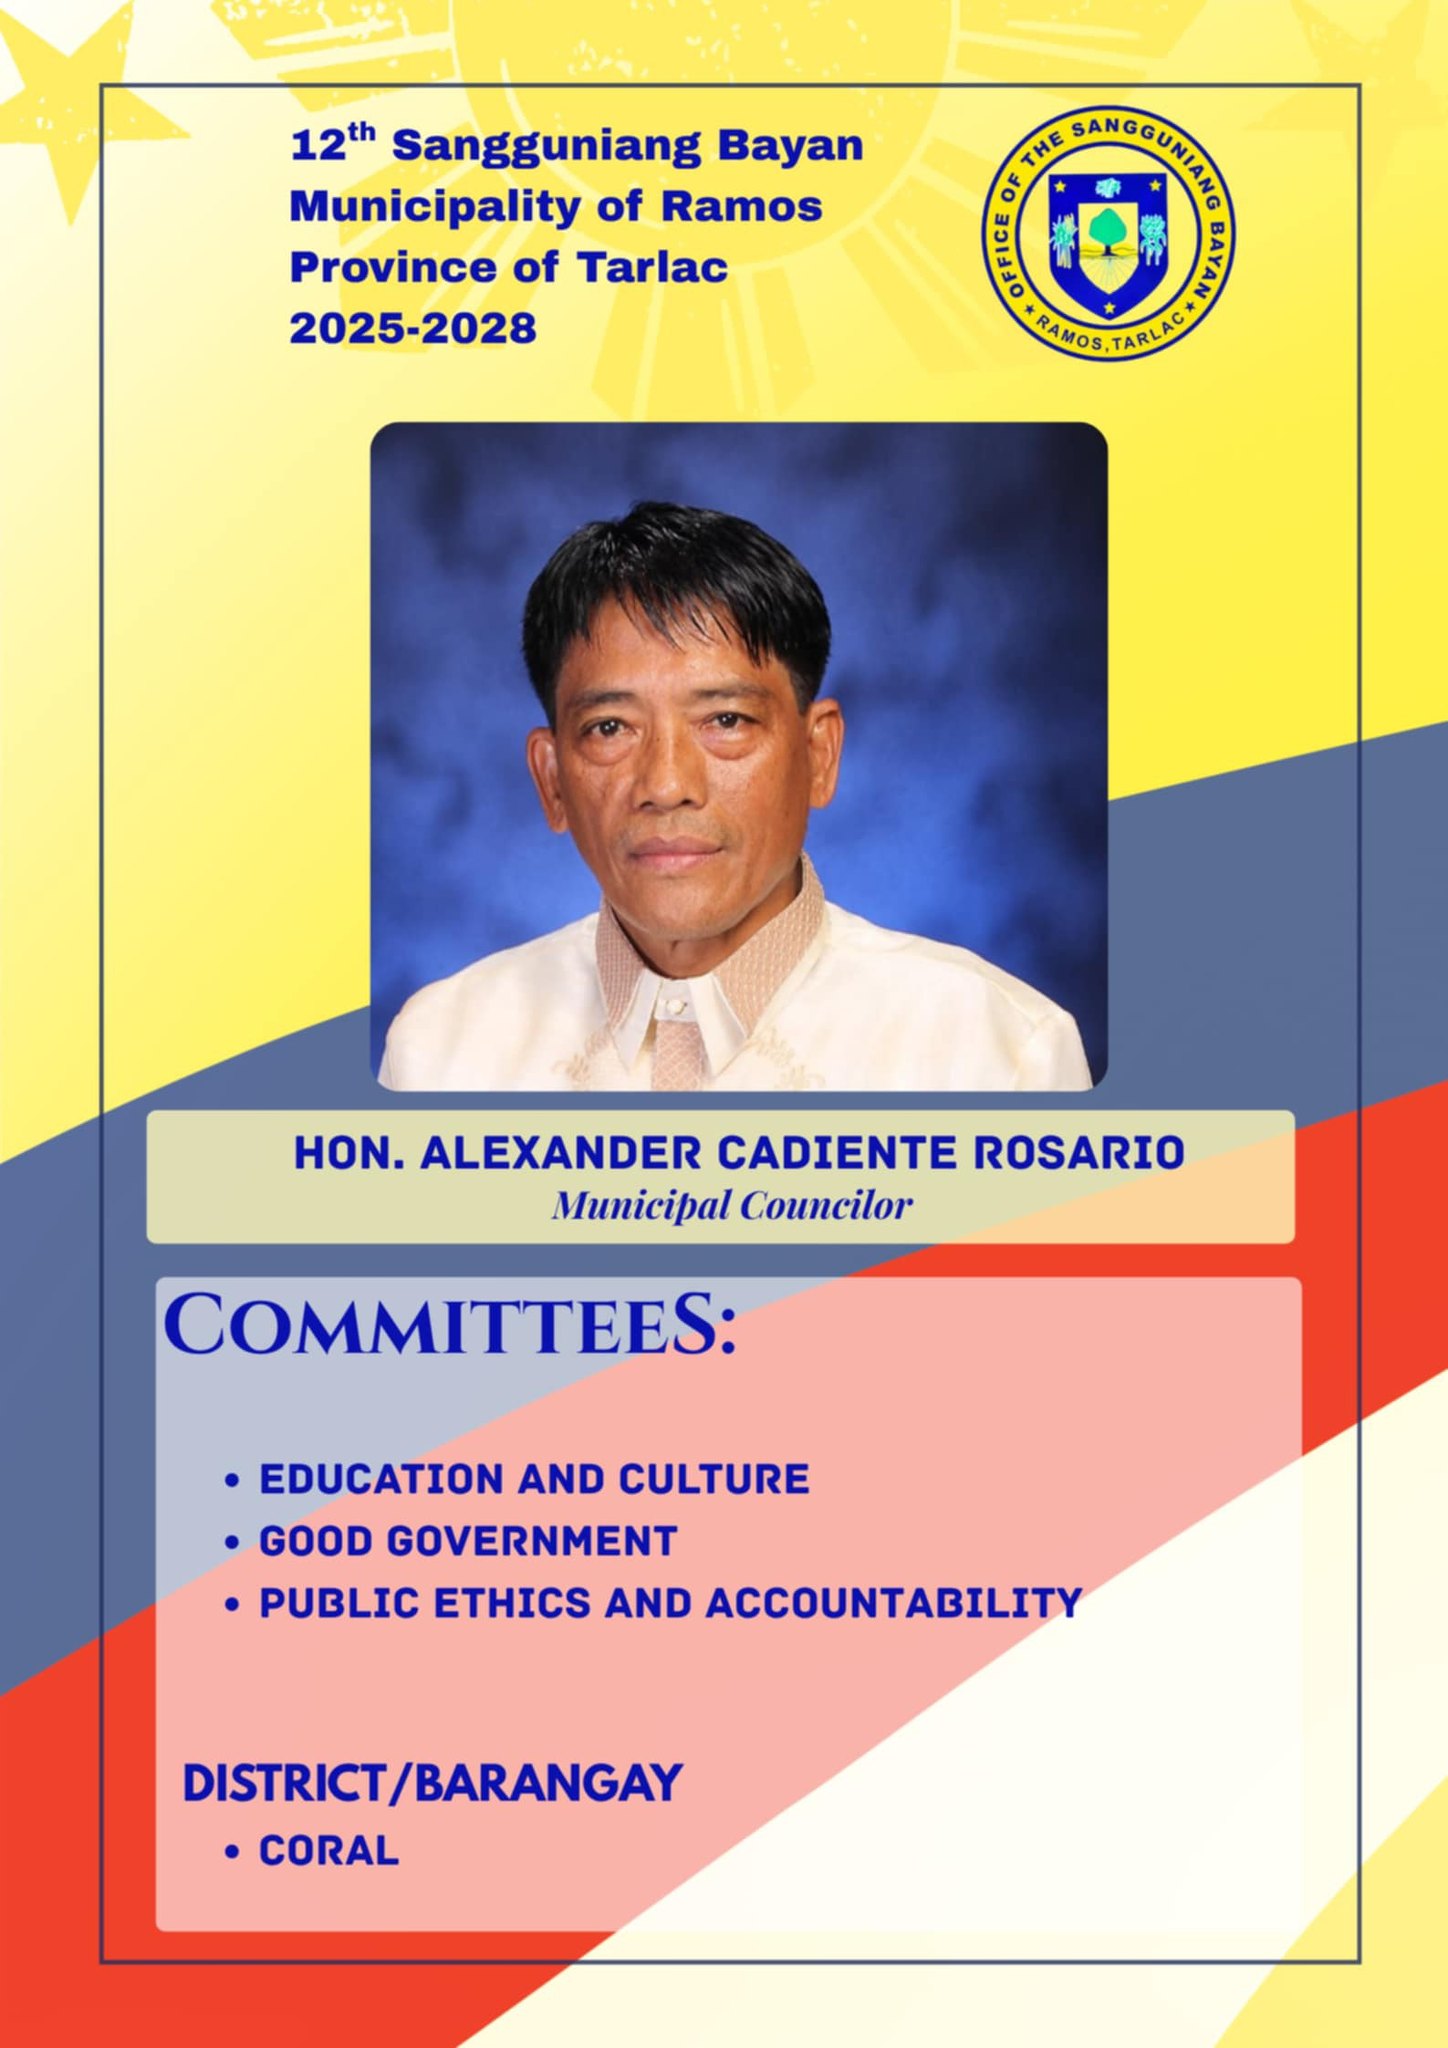 12th Sangguniang Bayan
Municipality of Ramos
Province of Tarlac
2025-2028
OFFICE OF THE SANGGUNIANG BAYAN
★ RAMOS, TARLAC ★
HON. ALEXANDER CADIENTE ROSARIO
Municipal Councilor
COMMITTEES:
• EDUCATION AND CULTURE
• GOOD GOVERNMENT
• PUBLIC ETHICS AND ACCOUNTABILITY
DISTRICT/BARANGAY
• CORAL